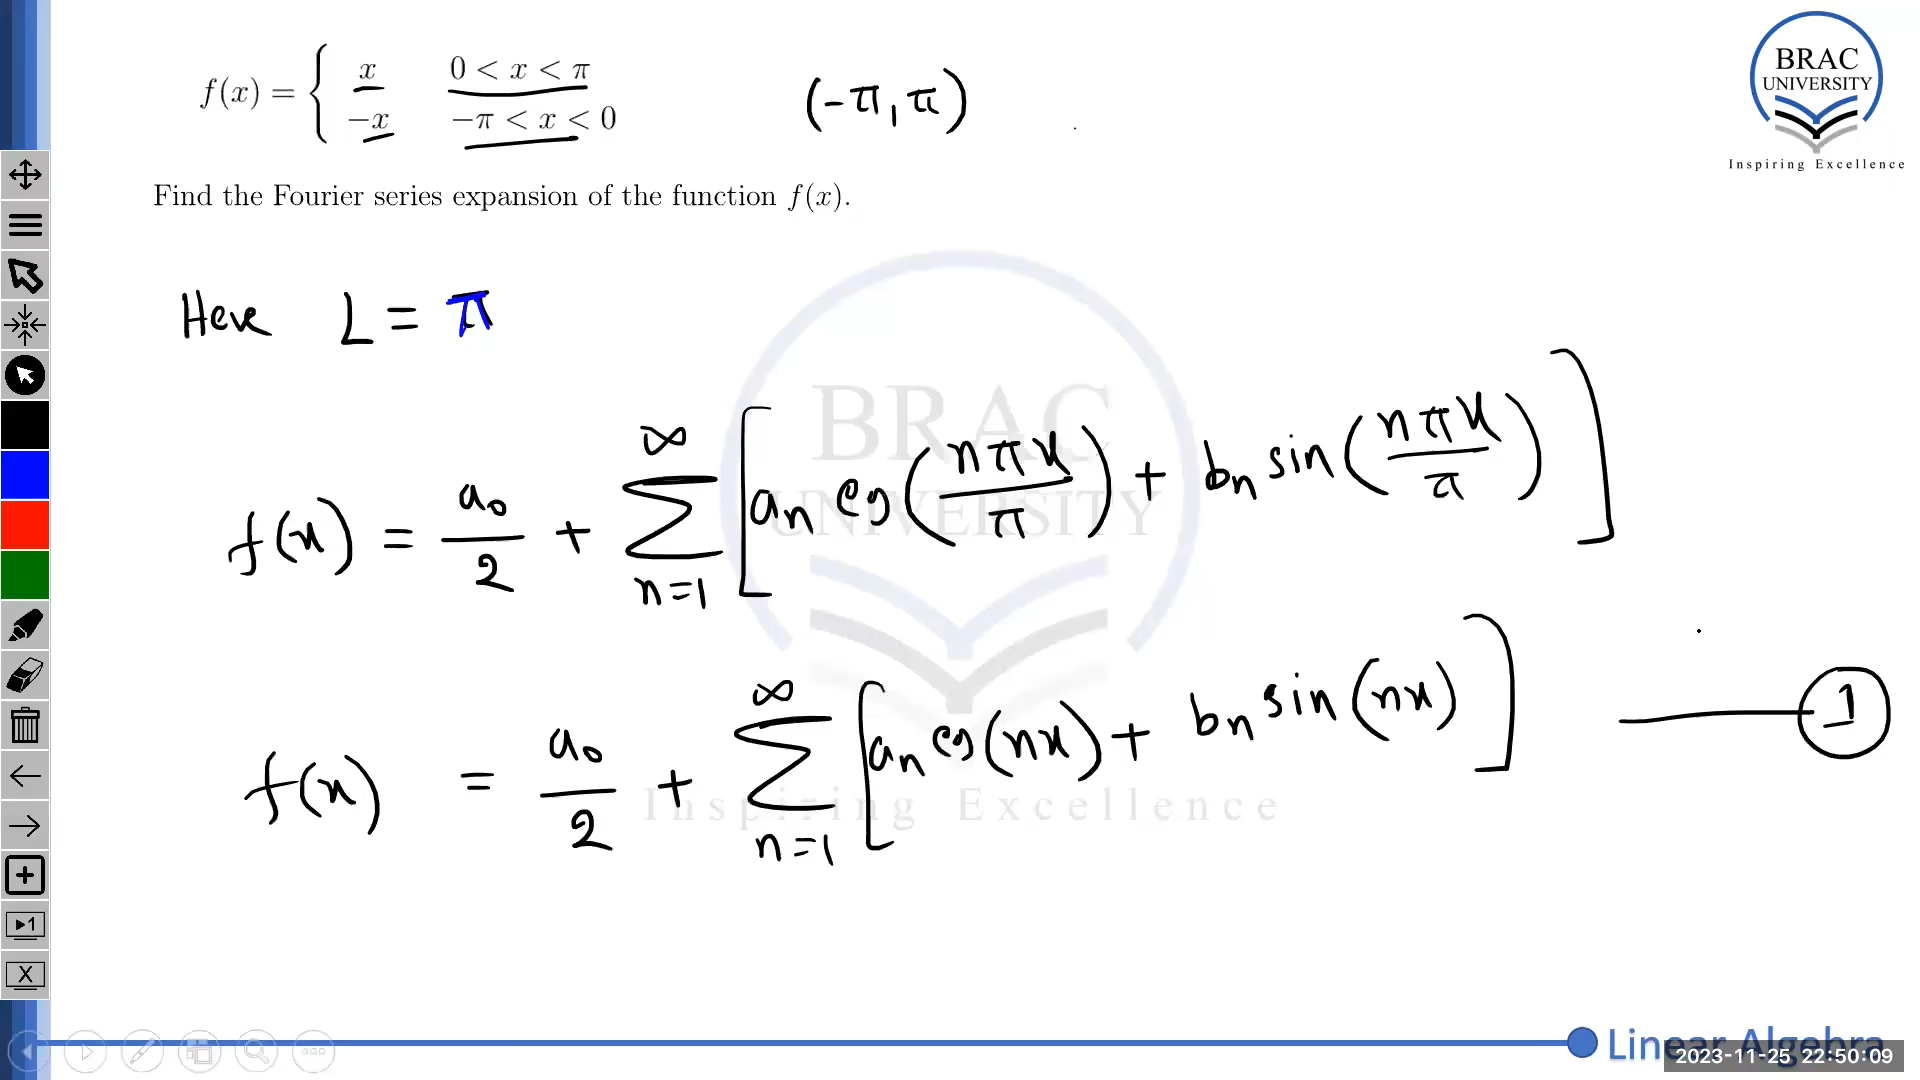 f(x) = { x 0 < x < π
−x −π < x < 0
(-π, π)
BRAC
UNIVERSITY
Inspiring Excellence
Find the Fourier series expansion of the function f(x).
Here L = π
f(x) = a₀/2 + ∑_{n=1}^{∞} [ aₙ cos(nπx/π) + bₙ sin(nπx/π) ]
f(x) = a₀/2 + ∑_{n=1}^{∞} [ aₙ cos(nx) + bₙ sin(nx) ] —— 1
BRAC
UNIVERSITY
Inspiring Excellence
1
X
Linear Algebra
2023-11-25 22:50:09